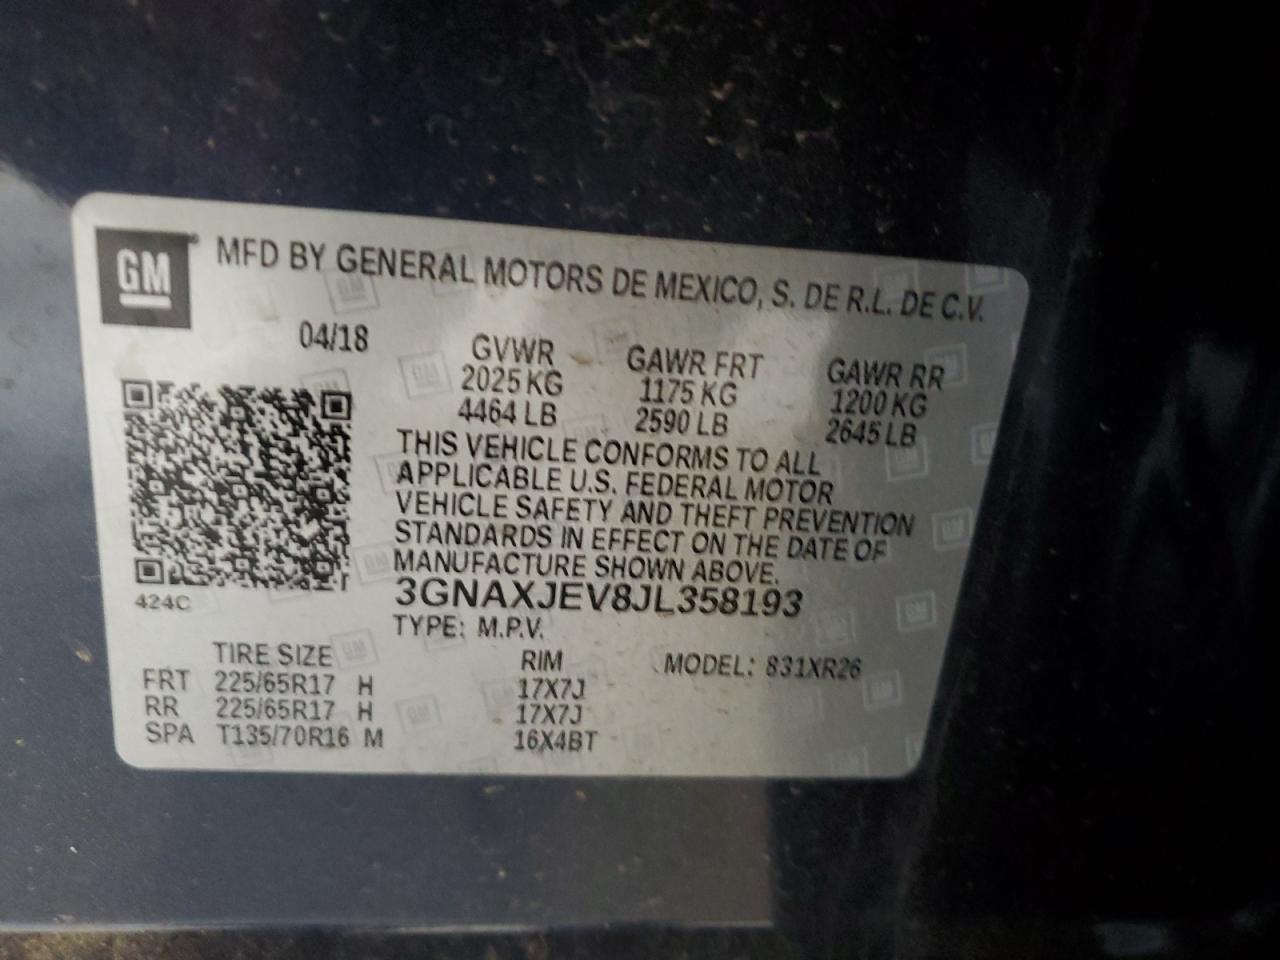 GM
MFD BY GENERAL MOTORS DE MEXICO, S. DE R.L. DE C.V.
04/18
GVWR GAWR FRT GAWR RR
2025 KG 1175 KG 1200 KG
4464 LB 2590 LB 2645 LB
THIS VEHICLE CONFORMS TO ALL
APPLICABLE U.S. FEDERAL MOTOR
VEHICLE SAFETY AND THEFT PREVENTION
STANDARDS IN EFFECT ON THE DATE OF
MANUFACTURE SHOWN ABOVE.
424C
3GNAXJEV8JL358193
TYPE: M.P.V.
TIRE SIZE RIM MODEL: 831XR26
FRT 225/65R17 H 17X7J
RR 225/65R17 H 17X7J
SPA T135/70R16 M 16X4BT